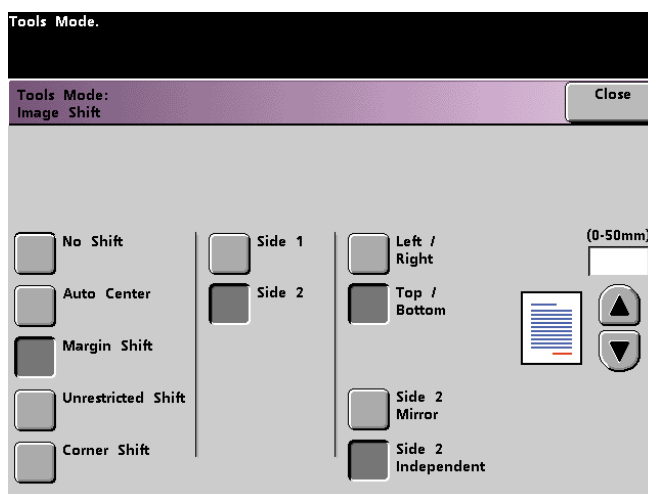 Tools Mode.
Tools Mode:
Image Shift
Close
No Shift
Auto Center
Margin Shift
Unrestricted Shift
Corner Shift
Side 1
Side 2
Left /
Right
Top /
Bottom
Side 2
Mirror
Side 2
Independent
(0-50mm)